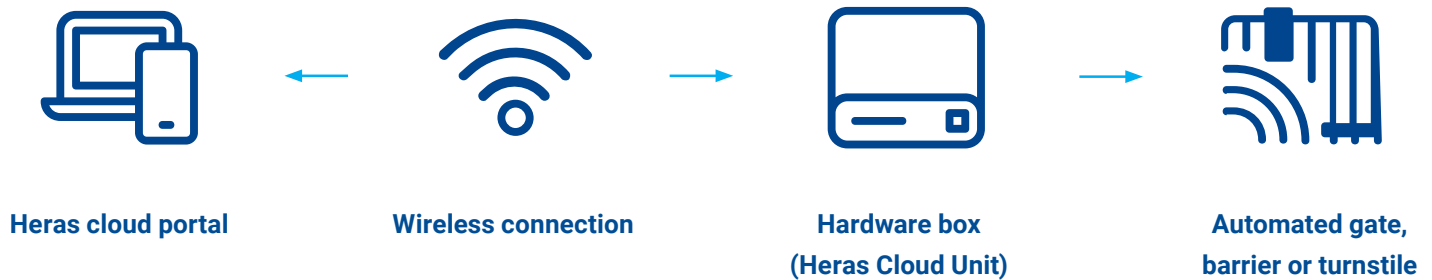 Heras cloud portal
Wireless connection
Hardware box
(Heras Cloud Unit)
Automated gate,
barrier or turnstile